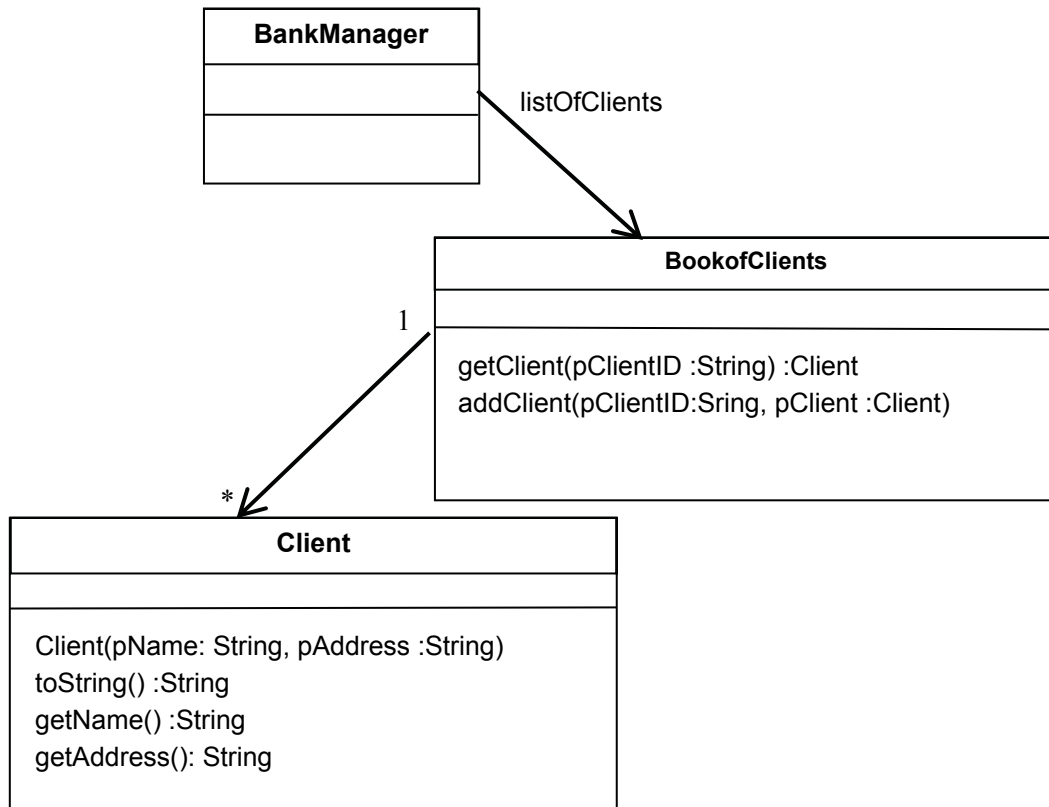 BankManager
listOfClients
BookofClients
1
getClient(pClientID :String) :Client
addClient(pClientID:Sring, pClient :Client)
*
Client
Client(pName: String, pAddress :String)
toString() :String
getName() :String
getAddress(): String